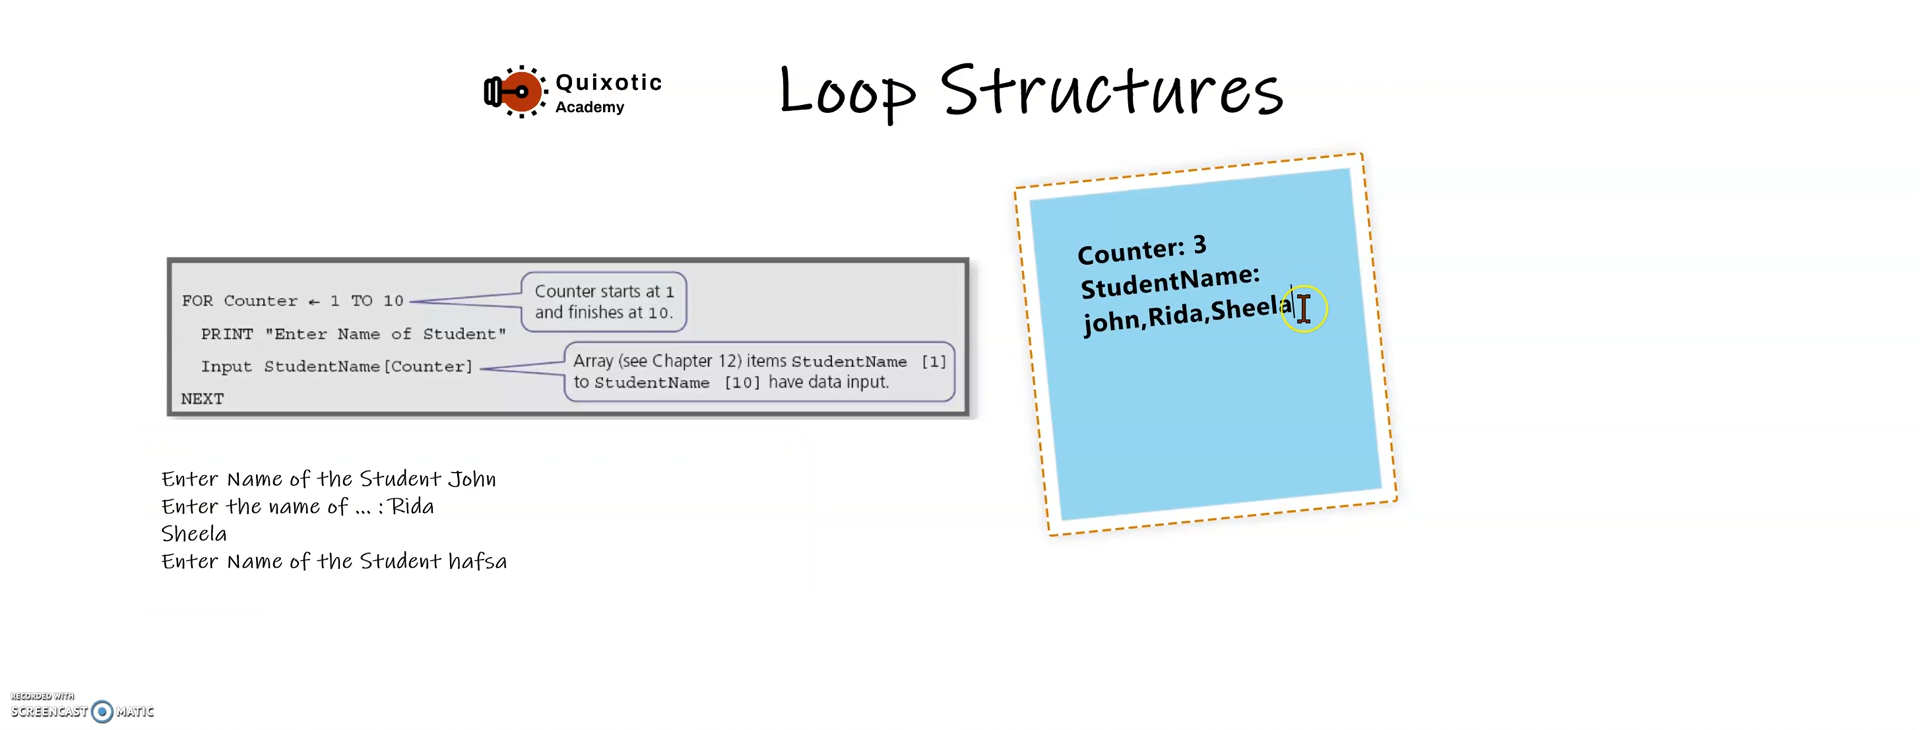 Quixotic
Academy
Loop Structures
FOR Counter ← 1 TO 10
Counter starts at 1
and finishes at 10.
PRINT "Enter Name of Student"
Input StudentName[Counter]
Array (see Chapter 12) items StudentName [1]
to StudentName [10] have data input.
NEXT
Counter: 3
StudentName:
john,Rida,Sheela
Enter Name of the Student John
Enter the name of ... : Rida
Sheela
Enter Name of the Student hafsa
RECORDED WITH
SCREENCAST MATIC